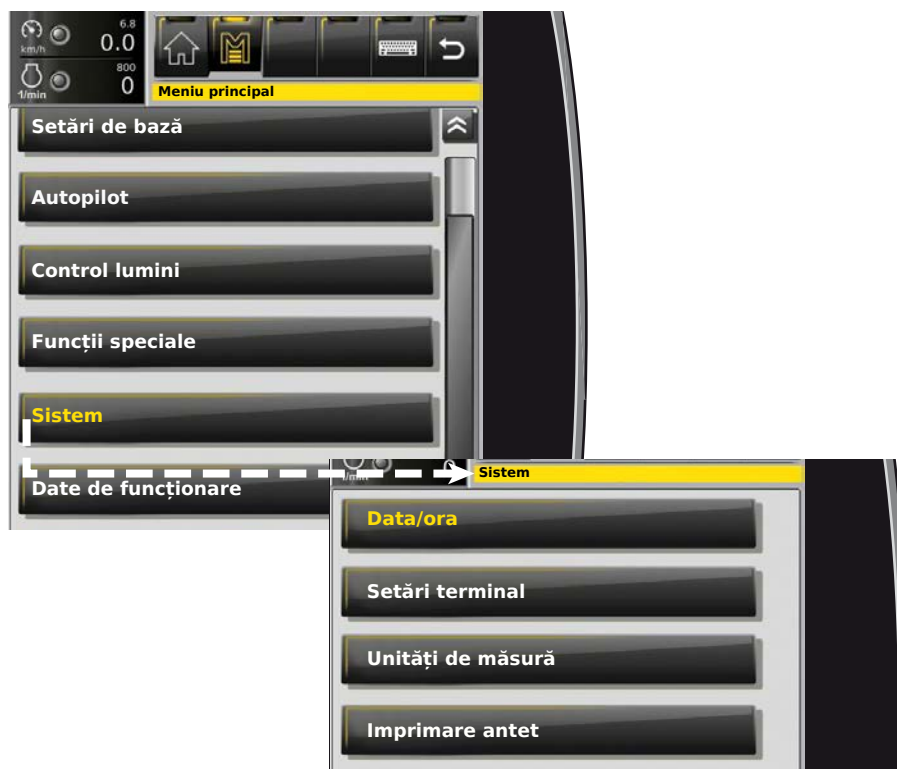 6.8
km/h 0.0
800
1/min 0
Meniu principal
Setări de bază
Autopilot
Control lumini
Funcții speciale
Sistem
Date de funcționare
Sistem
Data/ora
Setări terminal
Unități de măsură
Imprimare antet